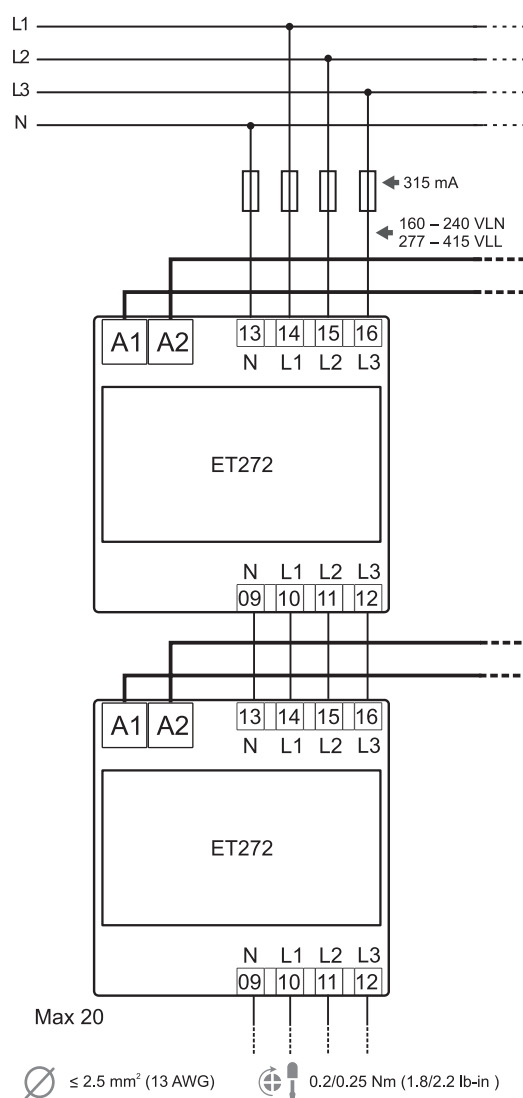 L1
L2
L3
N
315 mA
160 – 240 VLN
277 – 415 VLL
A1 A2 13 14 15 16
N L1 L2 L3
ET272
N L1 L2 L3
09 10 11 12
A1 A2 13 14 15 16
N L1 L2 L3
ET272
N L1 L2 L3
09 10 11 12
Max 20
≤ 2.5 mm² (13 AWG) 0.2/0.25 Nm (1.8/2.2 lb-in )